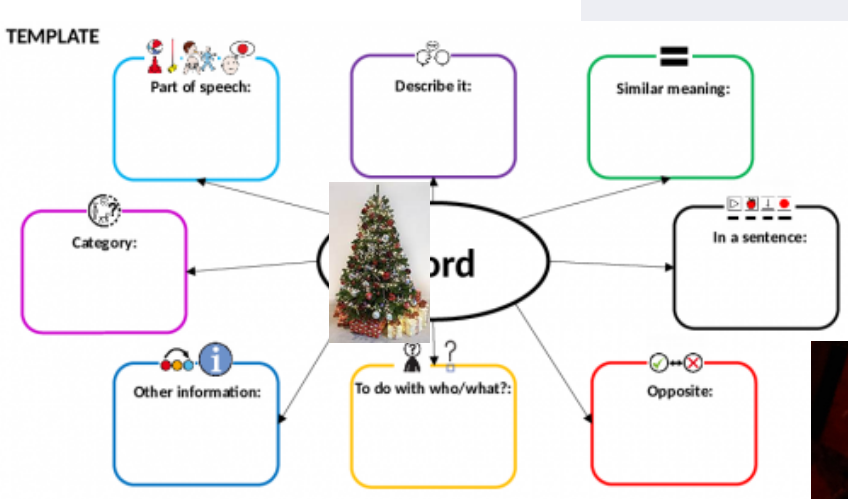 TEMPLATE
Part of speech:
Describe it:
Similar meaning:
Category:
In a sentence:
Other information:
To do with who/what?:
Opposite: